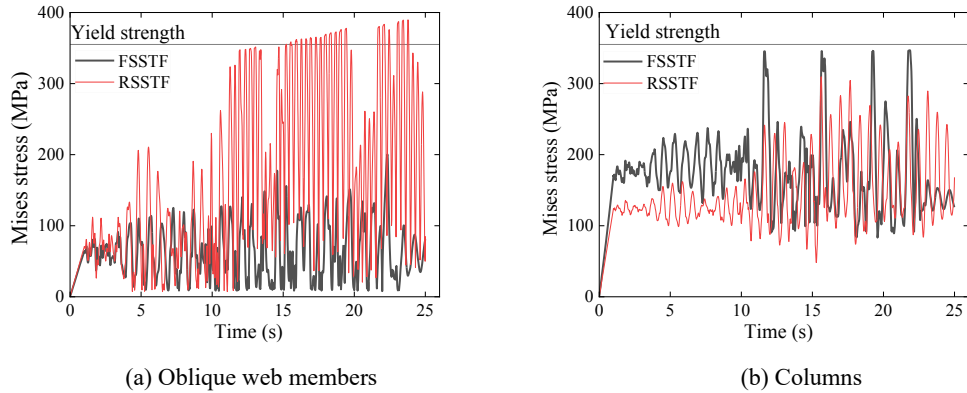 400
Yield strength
FSSTF
RSSTF
300
200
100
0
0
5
10
15
20
25
Mises stress (MPa)
Time (s)
(a) Oblique web members
400
Yield strength
FSSTF
RSSTF
300
200
100
0
0
5
10
15
20
25
Mises stress (MPa)
Time (s)
(b) Columns